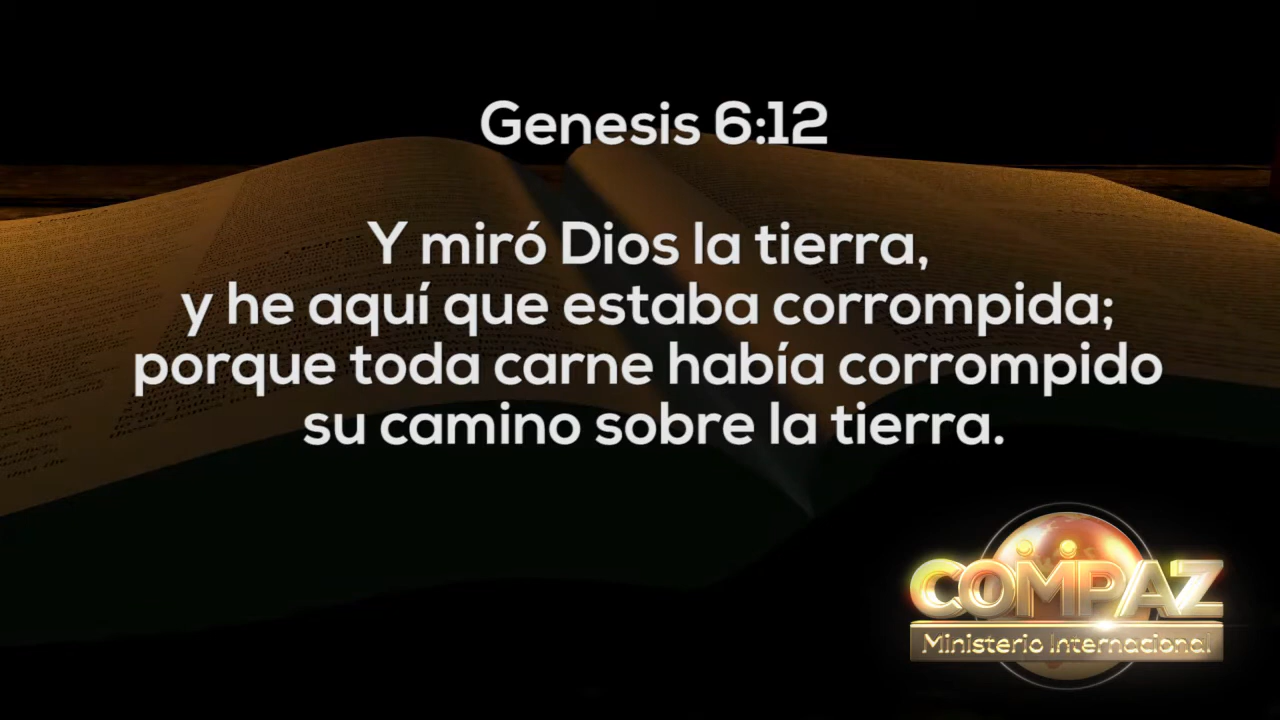 Genesis 6:12
Y miró Dios la tierra,
y he aquí que estaba corrompida;
porque toda carne había corrompido
su camino sobre la tierra.
COMPAZ
Ministerio Internacional